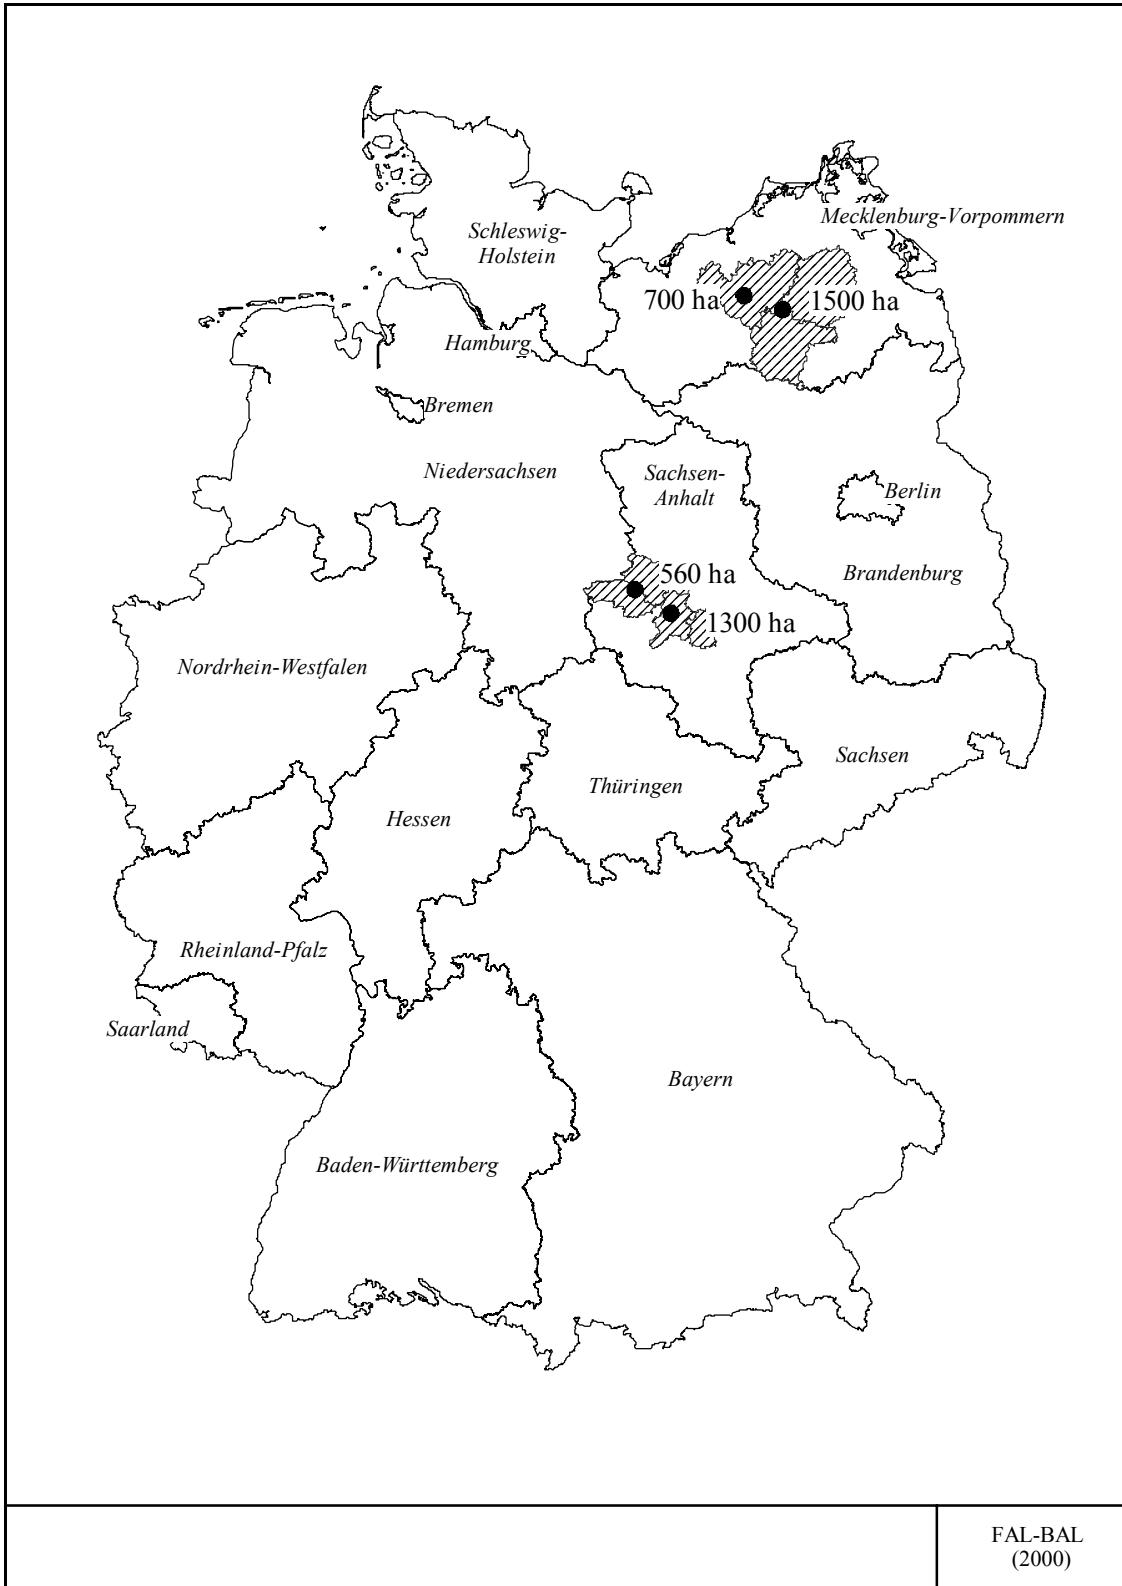 Mecklenburg-Vorpommern
Schleswig-
Holstein
700 ha
1500 ha
Hamburg
Bremen
Niedersachsen
Sachsen-
Anhalt
Berlin
560 ha
Brandenburg
1300 ha
Nordrhein-Westfalen
Sachsen
Thüringen
Hessen
Rheinland-Pfalz
Saarland
Bayern
Baden-Württemberg
FAL-BAL
(2000)